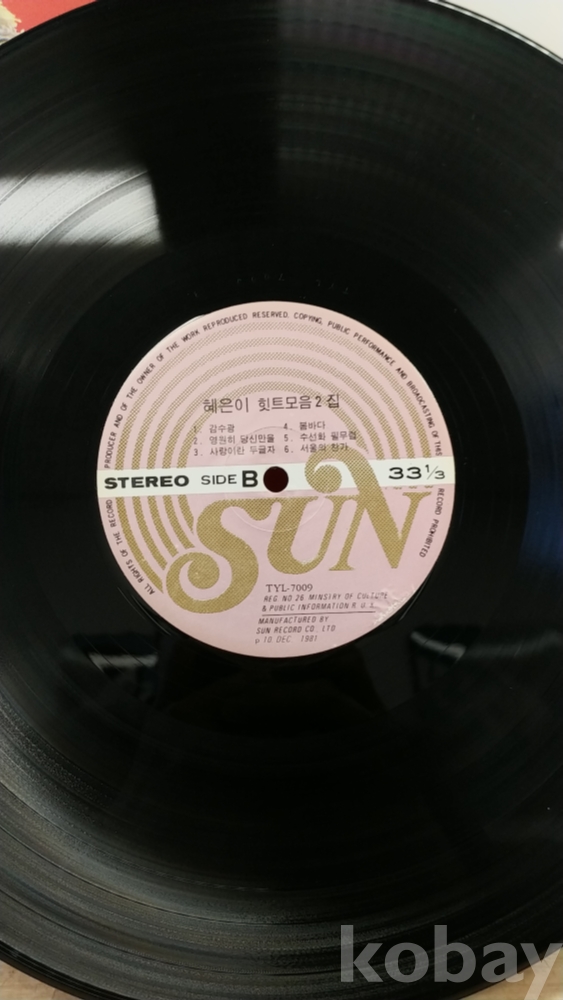 ALL RIGHTS OF THE RECORD PRODUCER AND OF THE OWNER OF THE WORK REPRODUCED RESERVED. COPYING, PUBLIC PERFORMANCE AND BROADCASTING OF THIS RECORD PROHIBITED
혜은이 힛트모음 2 집
1. 감수광
2. 영원히 당신만을
3. 사랑이란 두글자
4. 봄바다
5. 수선화 필무렵
6. 서울의 찬가
STEREO SIDE B 33 1/3
SUN
TYL-7009
REG. NO 26 MINSTRY OF CULTURE
& PUBLIC INFORMATION R.O.
MANUFACTURED BY
SUN RECORD CO. LTD
P 10 DEC. 1981
kobay